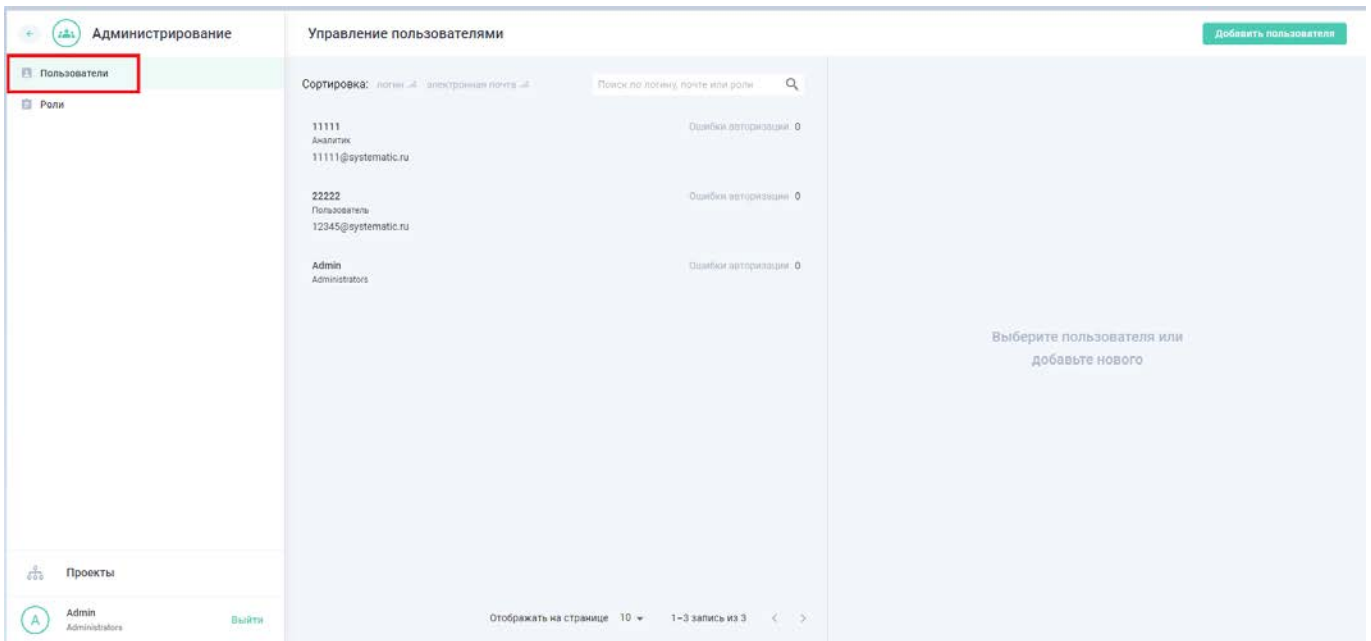 Администрирование
Управление пользователями
Добавить пользователя
Пользователи
Роли
Сортировка: логин электронная почта
Поиск по логину, почте или роли
11111
Ошибки авторизации 0
Аналитик
11111@systematic.ru
22222
Ошибки авторизации 0
Пользователь
12345@systematic.ru
Admin
Ошибки авторизации 0
Administrators
Выберите пользователя или
добавьте нового
Проекты
A
Admin
Administrators
Выйти
Отображать на странице 10
1–3 запись из 3